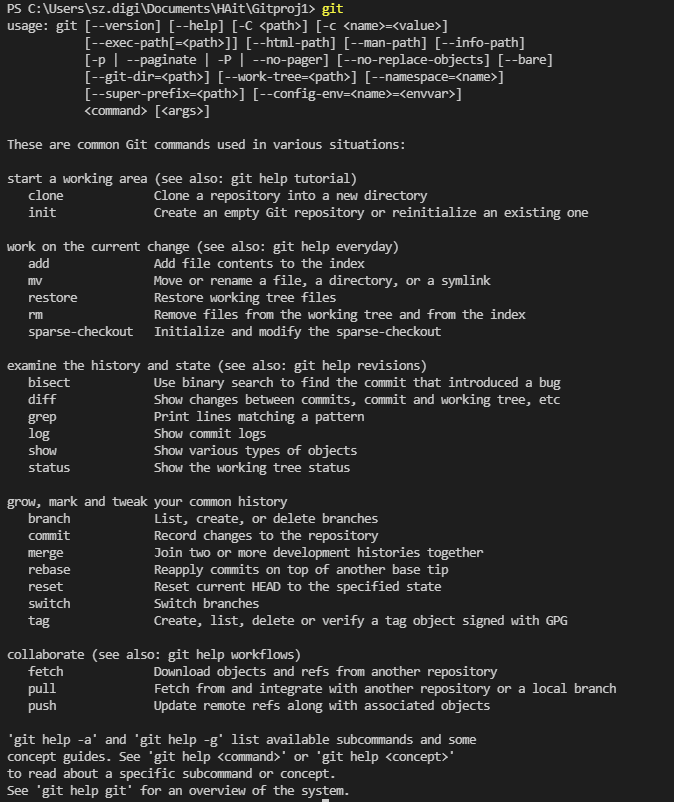 PS C:\Users\sz.digi\Documents\HAit\Gitproj1> git
usage: git [--version] [--help] [-C <path>] [-c <name>=<value>]
           [--exec-path[=<path>]] [--html-path] [--man-path] [--info-path]
           [-p | --paginate | -P | --no-pager] [--no-replace-objects] [--bare]
           [--git-dir=<path>] [--work-tree=<path>] [--namespace=<name>]
           [--super-prefix=<path>] [--config-env=<name>=<envvar>]
           <command> [<args>]

These are common Git commands used in various situations:

start a working area (see also: git help tutorial)
   clone             Clone a repository into a new directory
   init              Create an empty Git repository or reinitialize an existing one

work on the current change (see also: git help everyday)
   add               Add file contents to the index
   mv                Move or rename a file, a directory, or a symlink
   restore           Restore working tree files
   rm                Remove files from the working tree and from the index
   sparse-checkout   Initialize and modify the sparse-checkout

examine the history and state (see also: git help revisions)
   bisect            Use binary search to find the commit that introduced a bug
   diff              Show changes between commits, commit and working tree, etc
   grep              Print lines matching a pattern
   log               Show commit logs
   show              Show various types of objects
   status            Show the working tree status

grow, mark and tweak your common history
   branch            List, create, or delete branches
   commit            Record changes to the repository
   merge             Join two or more development histories together
   rebase            Reapply commits on top of another base tip
   reset             Reset current HEAD to the specified state
   switch            Switch branches
   tag               Create, list, delete or verify a tag object signed with GPG

collaborate (see also: git help workflows)
   fetch             Download objects and refs from another repository
   pull              Fetch from and integrate with another repository or a local branch
   push              Update remote refs along with associated objects

'git help -a' and 'git help -g' list available subcommands and some
concept guides. See 'git help <command>' or 'git help <concept>'
to read about a specific subcommand or concept.
See 'git help git' for an overview of the system.